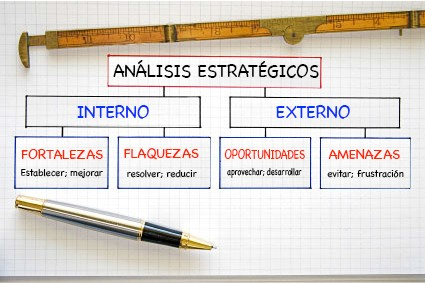 ANÁLISIS ESTRATÉGICOS
INTERNO
EXTERNO
FORTALEZAS
Establecer; mejorar
FLAQUEZAS
resolver; reducir
OPORTUNIDADES
aprovechar; desarrollar
AMENAZAS
evitar; frustración